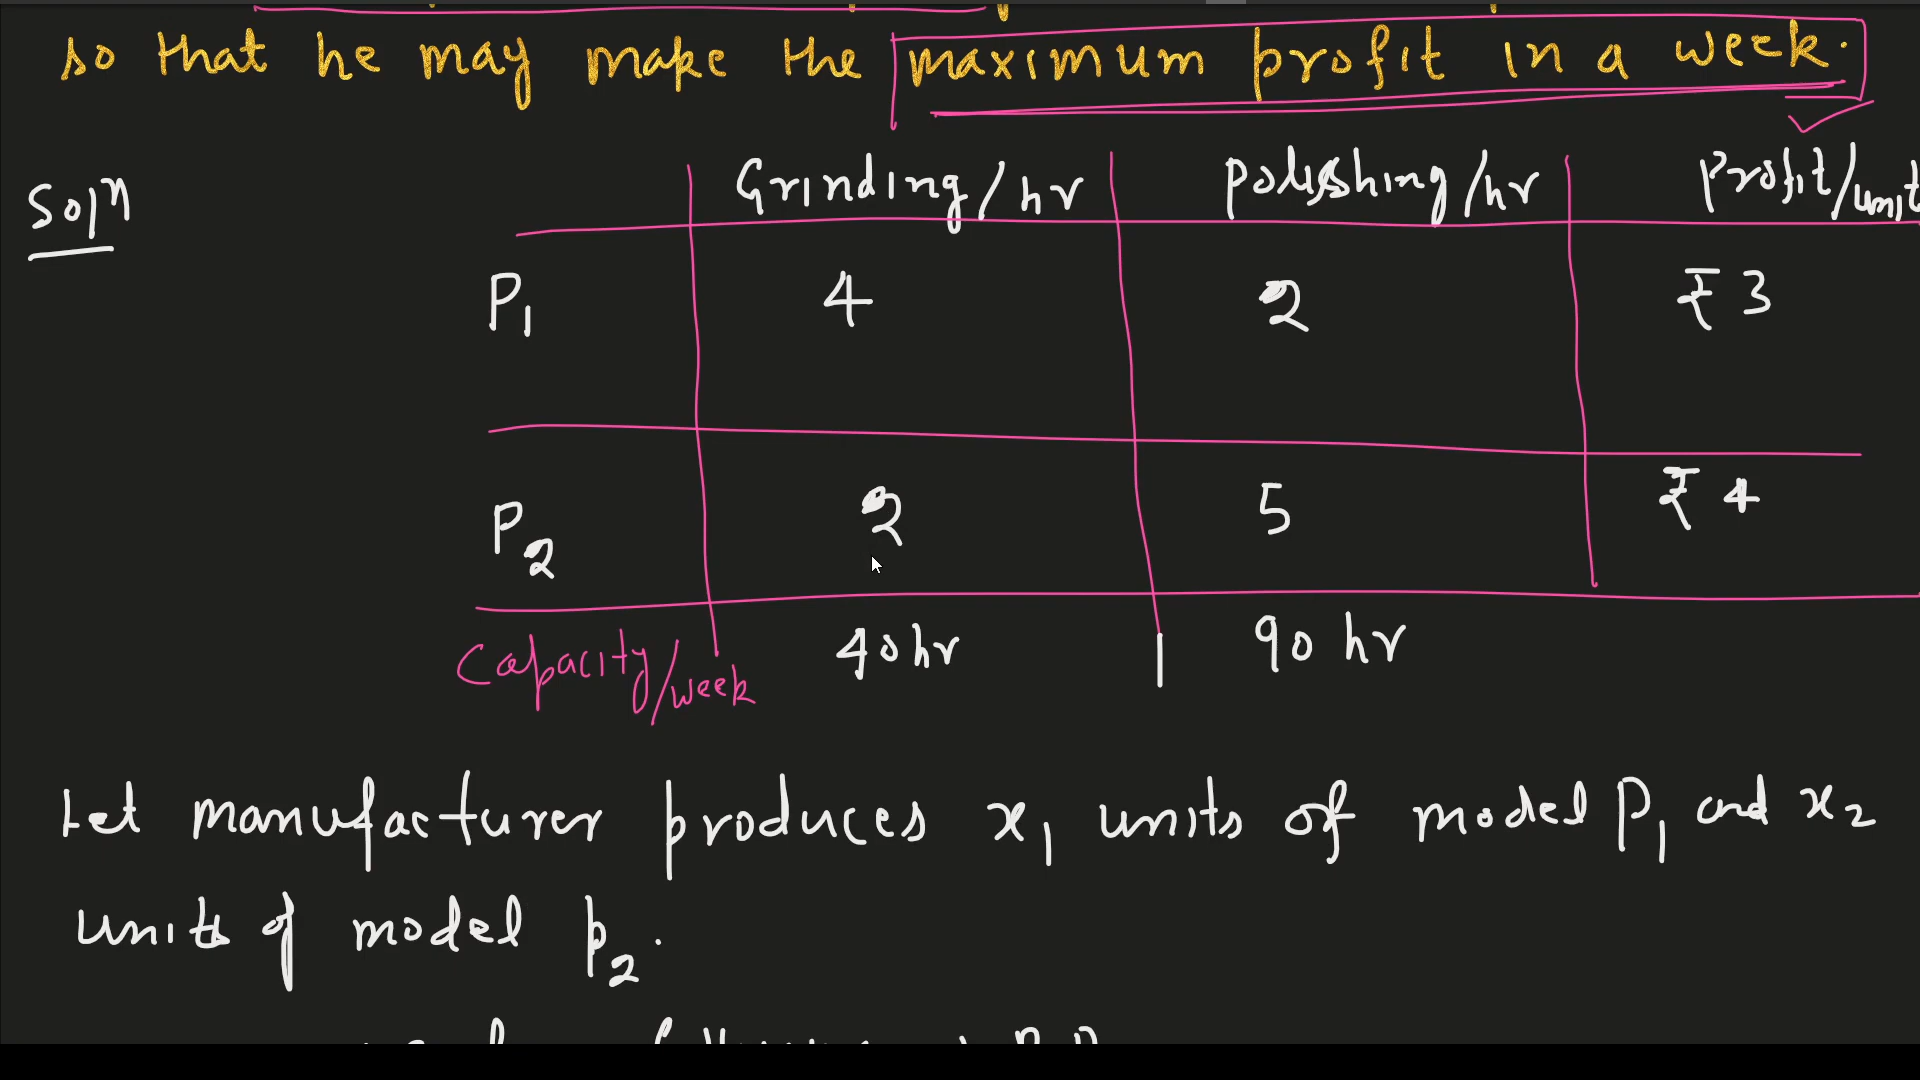 so that he may make the maximum profit in a week.
Solⁿ
Grinding/hr Polishing/hr Profit/unit
P₁ 4 2 ₹ 3
P₂ 2 5 ₹ 4
Capacity/week 40hr 90 hr
Let manufacturer produces x₁ units of model P₁ and x₂
units of model P₂.